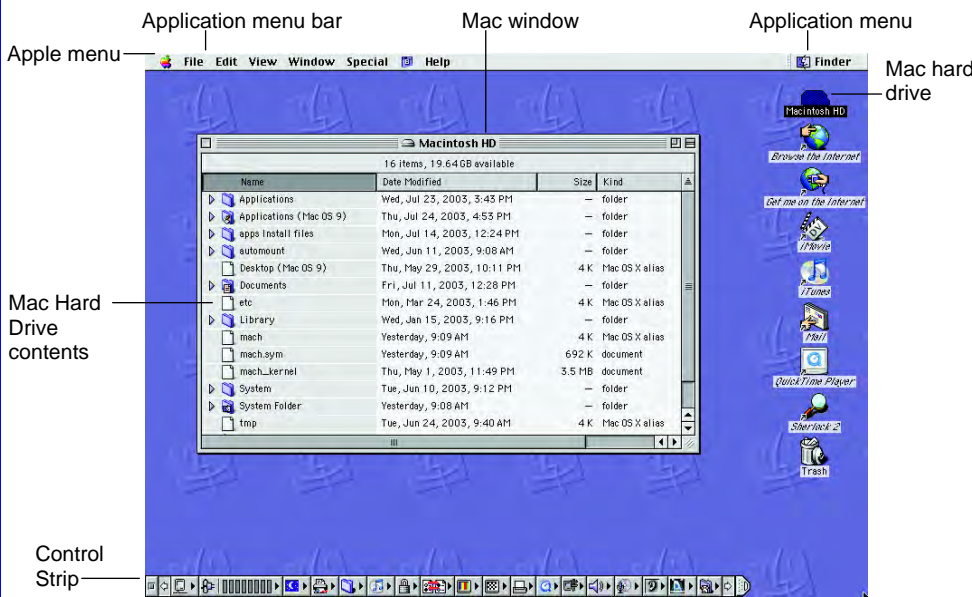 Application menu bar
Mac window
Application menu
Apple menu
File Edit View Window Special Help
Finder
Mac hard
drive
Macintosh HD
Macintosh HD
16 items, 19.64 GB available
Browse the Internet
Name Date Modified Size Kind
Applications Wed, Jul 23, 2003, 3:43 PM – folder
Get me on the Internet
Applications (Mac OS 9) Thu, Jul 24, 2003, 4:53 PM – folder
apps Install files Mon, Jul 14, 2003, 12:24 PM – folder
iMovie
automount Wed, Jun 11, 2003, 9:08 AM – folder
Desktop (Mac OS 9) Thu, May 29, 2003, 10:11 PM 4 K Mac OS X alias
Documents Fri, Jul 11, 2003, 12:28 PM – folder
iTunes
Mac Hard
Drive
contents
etc Mon, Mar 24, 2003, 1:46 PM 4 K Mac OS X alias
Library Wed, Jan 15, 2003, 9:16 PM – folder
mach Yesterday, 9:09 AM 4 K Mac OS X alias
Mail
mach.sym Yesterday, 9:09 AM 692 K document
mach_kernel Thu, May 1, 2003, 11:49 PM 3.5 MB document
QuickTime Player
System Tue, Jun 10, 2003, 9:12 PM – folder
System Folder Yesterday, 9:08 AM – folder
tmp Tue, Jun 24, 2003, 9:40 AM 4 K Mac OS X alias
Sherlock 2
Trash
Control
Strip